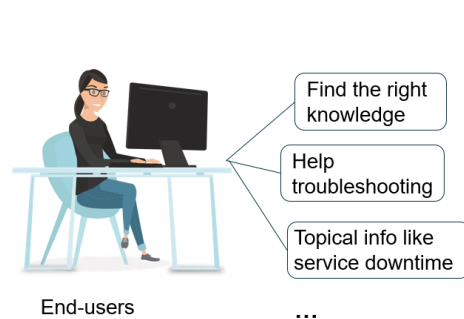 Find the right
knowledge
Help
troubleshooting
Topical info like
service downtime
End-users
...